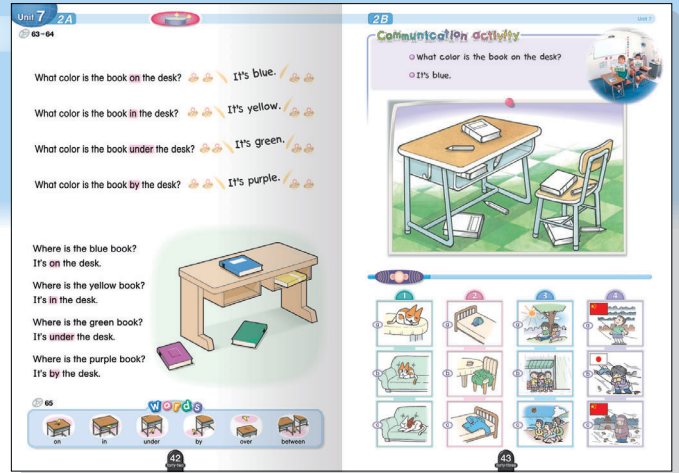 Unit 7 2A
63-64
What color is the book on the desk? It's blue.
What color is the book in the desk? It's yellow.
What color is the book under the desk? It's green.
What color is the book by the desk? It's purple.
Where is the blue book?
It's on the desk.
Where is the yellow book?
It's in the desk.
Where is the green book?
It's under the desk.
Where is the purple book?
It's by the desk.
65
Words
on in under by over between
42
forty-two
2B Unit 7
Communication activity
What color is the book on the desk?
It's blue.
1 2 3 4
43
forty-three